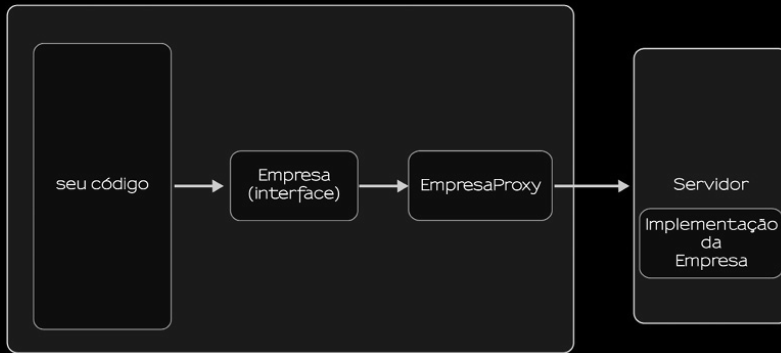 seu código
Empresa
(interface)
EmpresaProxy
Servidor
Implementação
da
Empresa